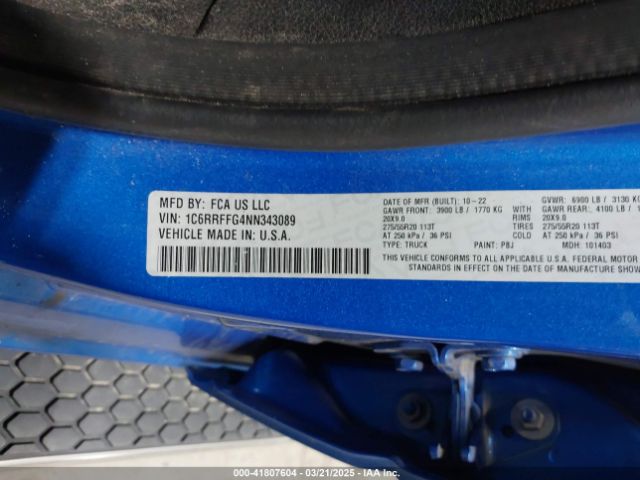 MFD BY: FCA US LLC
VIN: 1C6RRFFG4NN343089
VEHICLE MADE IN: U.S.A.
DATE OF MFR (BUILT): 10-22
GVWR: 6900 LB / 3130 KG
GAWR FRONT: 3900 LB / 1770 KG
GAWR REAR: 4100 LB /
20X9.0 RIMS 20X9.0
275/55R20 113T TIRES 275/55R20 113T
AT 250 kPa / 36 PSI AT 250 kPa / 36 PSI
TYPE: TRUCK PAINT: PBJ MDH: 101403
THIS VEHICLE CONFORMS TO ALL APPLICABLE U.S.A. FEDERAL MOTOR
STANDARDS IN EFFECT ON THE DATE OF MANUFACTURE SHOW
000-41807604 / 03/21/2025 - IAA Inc.